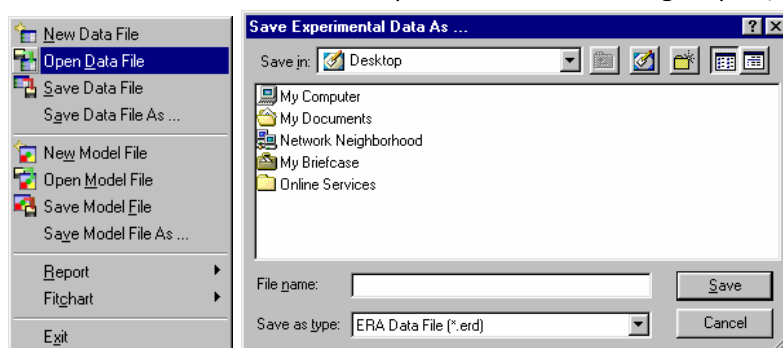 New Data File
Open Data File
Save Data File
Save Data File As ...
New Model File
Open Model File
Save Model File
Save Model File As ...
Report
Fitchart
Exit
Save Experimental Data As ...
Save in: Desktop
My Computer
My Documents
Network Neighborhood
My Briefcase
Online Services
File name:
Save
Save as type: ERA Data File (*.erd)
Cancel